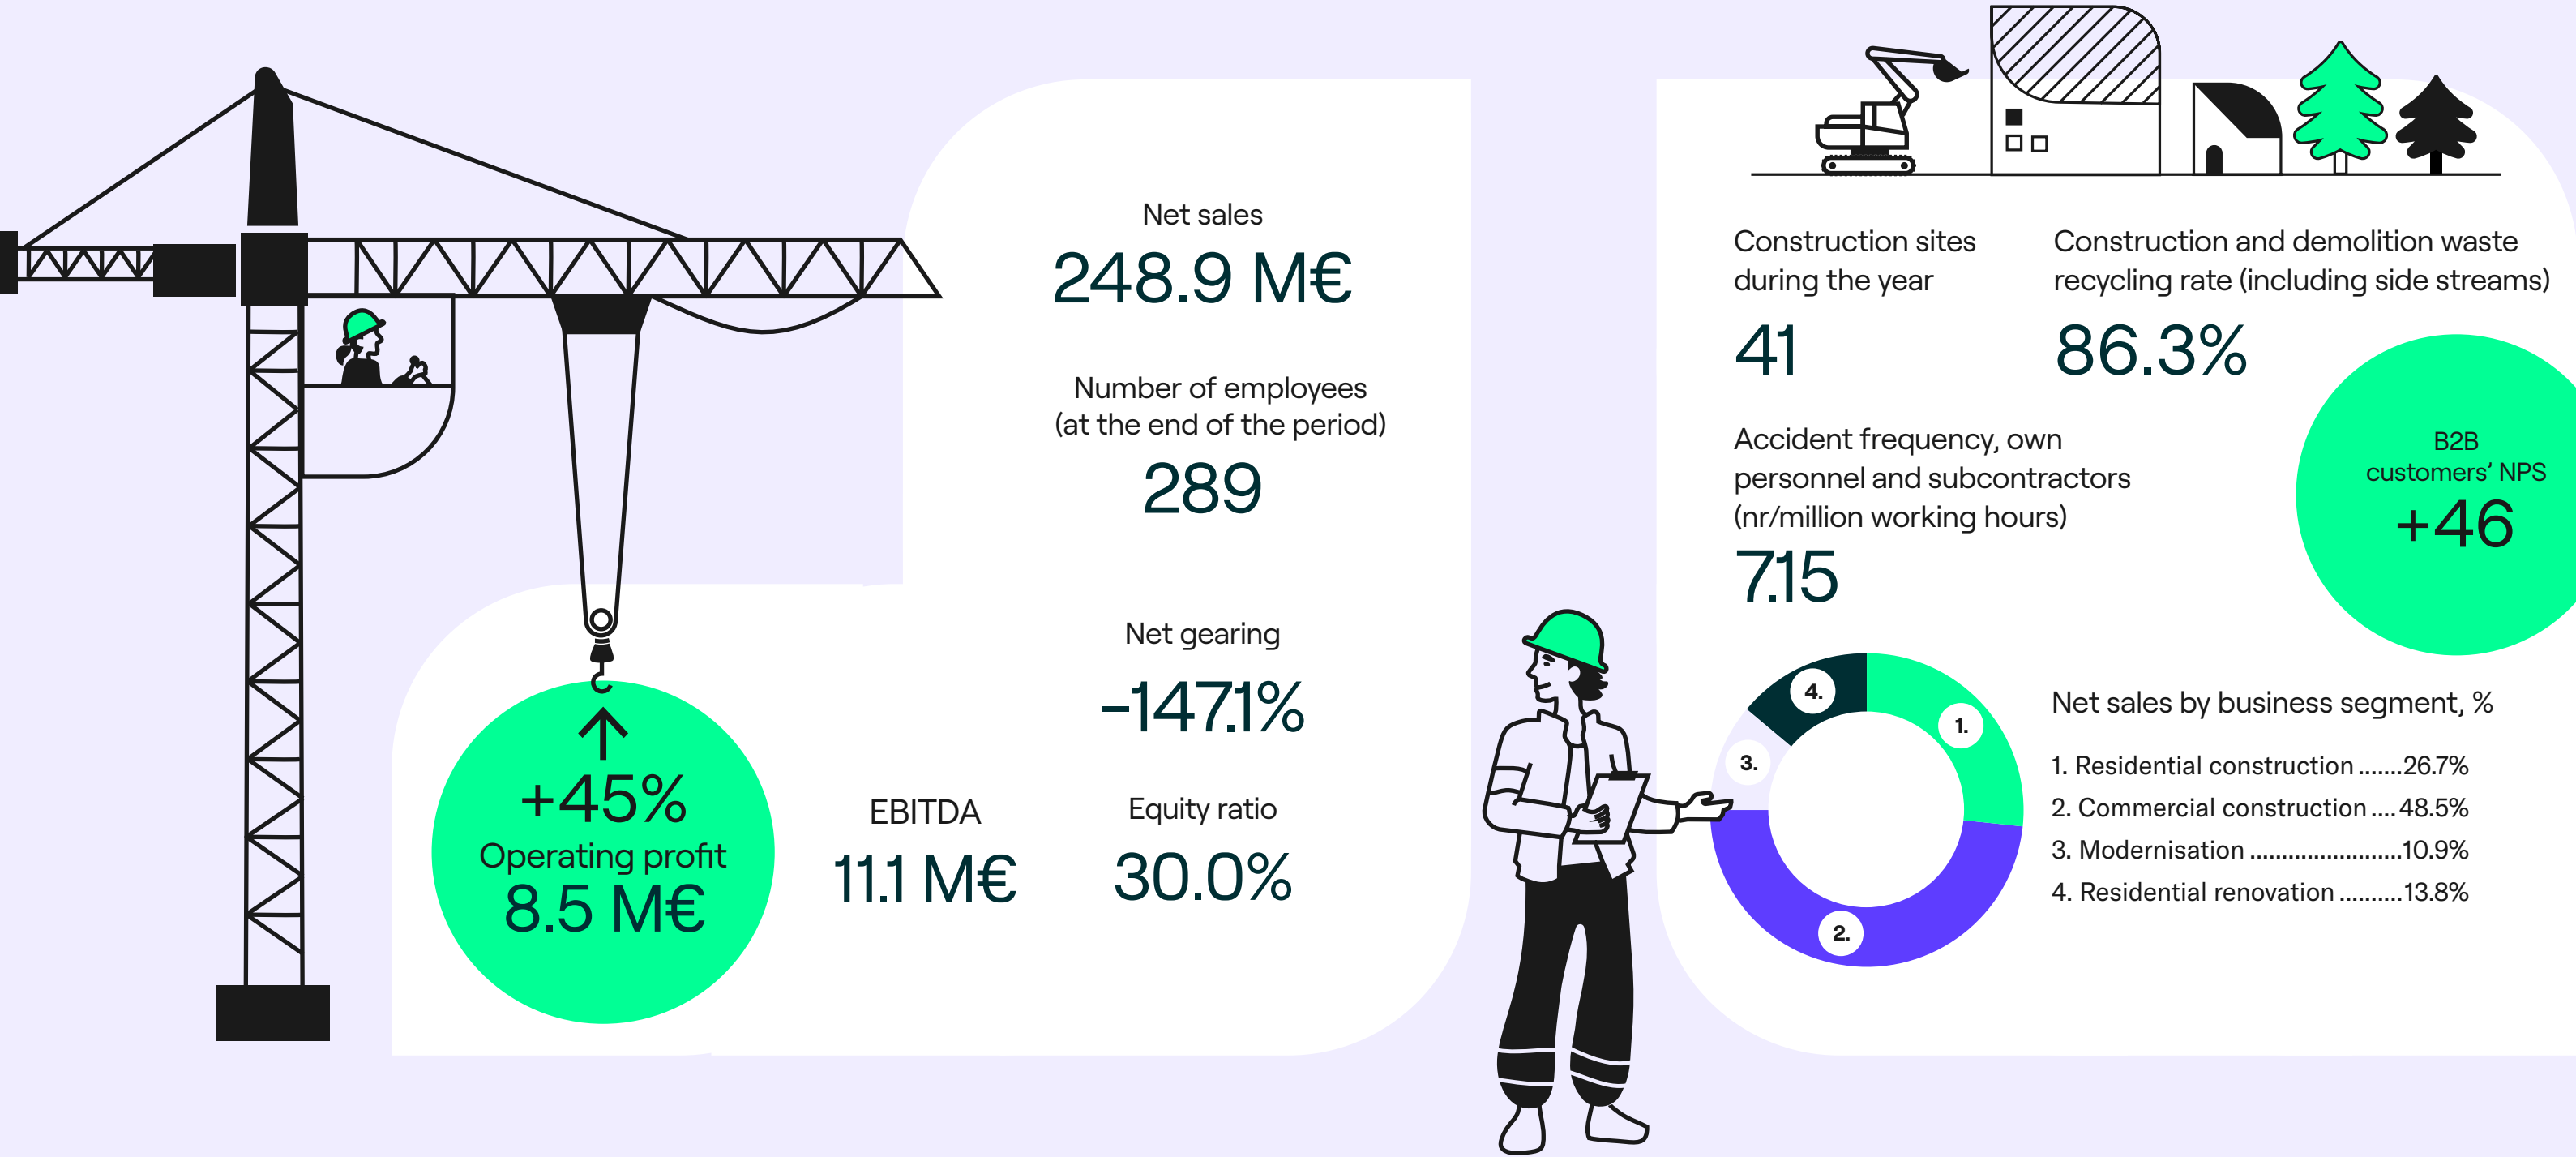 Net sales
248.9 M€
Number of employees
(at the end of the period)
289
Net gearing
-147.1%
+45%
Operating profit
8.5 M€
EBITDA
11.1 M€
Equity ratio
30.0%
Construction sites
during the year
41
Construction and demolition waste
recycling rate (including side streams)
86.3%
Accident frequency, own
personnel and subcontractors
(nr/million working hours)
7.15
B2B
customers’ NPS
+46
4.
1.
3.
2.
Net sales by business segment, %
1. Residential construction.......26.7%
2. Commercial construction....48.5%
3. Modernisation.......................10.9%
4. Residential renovation..........13.8%